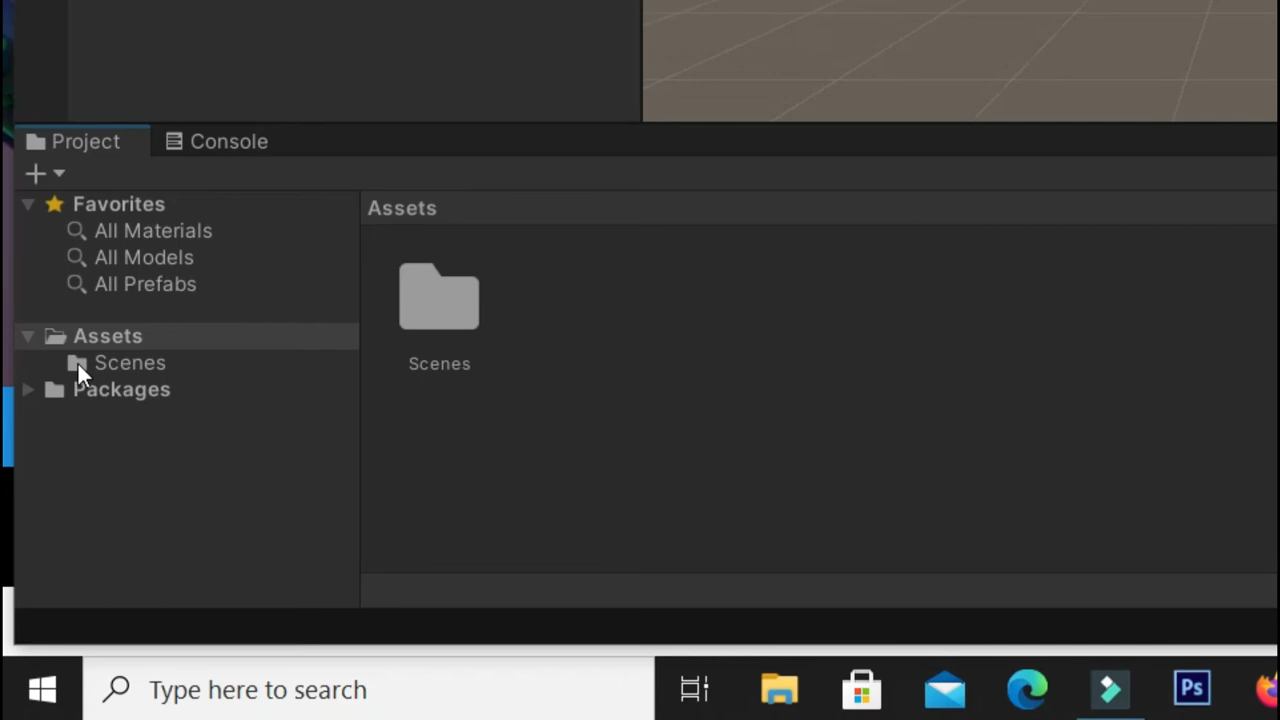 Project
Console
Favorites
All Materials
All Models
All Prefabs
Assets
Scenes
Packages
Assets
Scenes
Type here to search
Ps